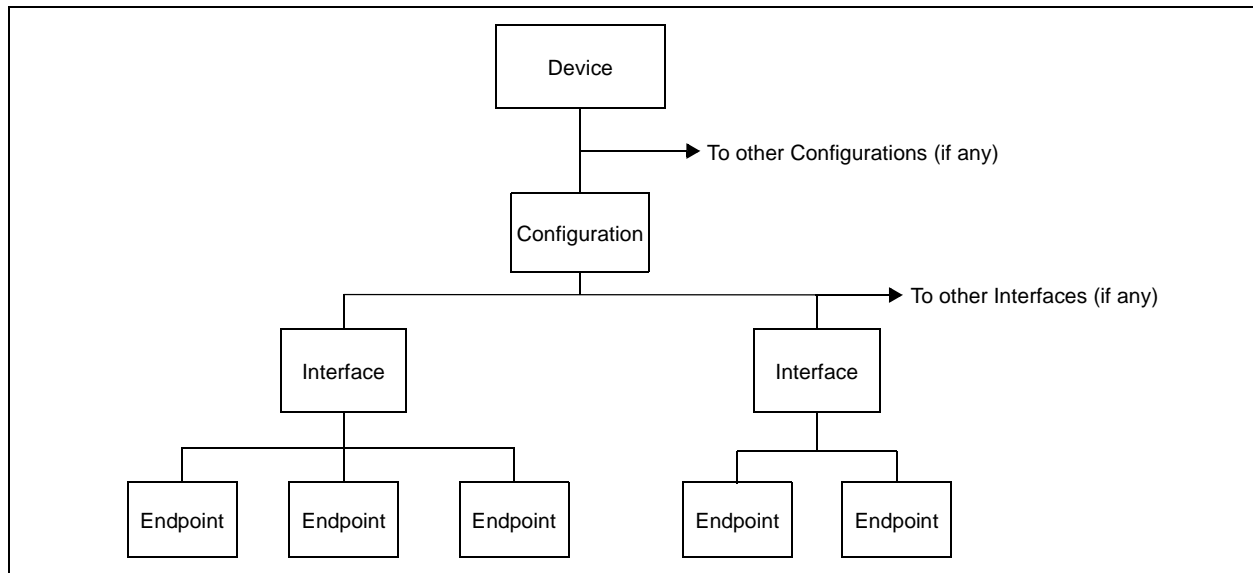 Device
To other Configurations (if any)
Configuration
To other Interfaces (if any)
Interface
Interface
Endpoint
Endpoint
Endpoint
Endpoint
Endpoint